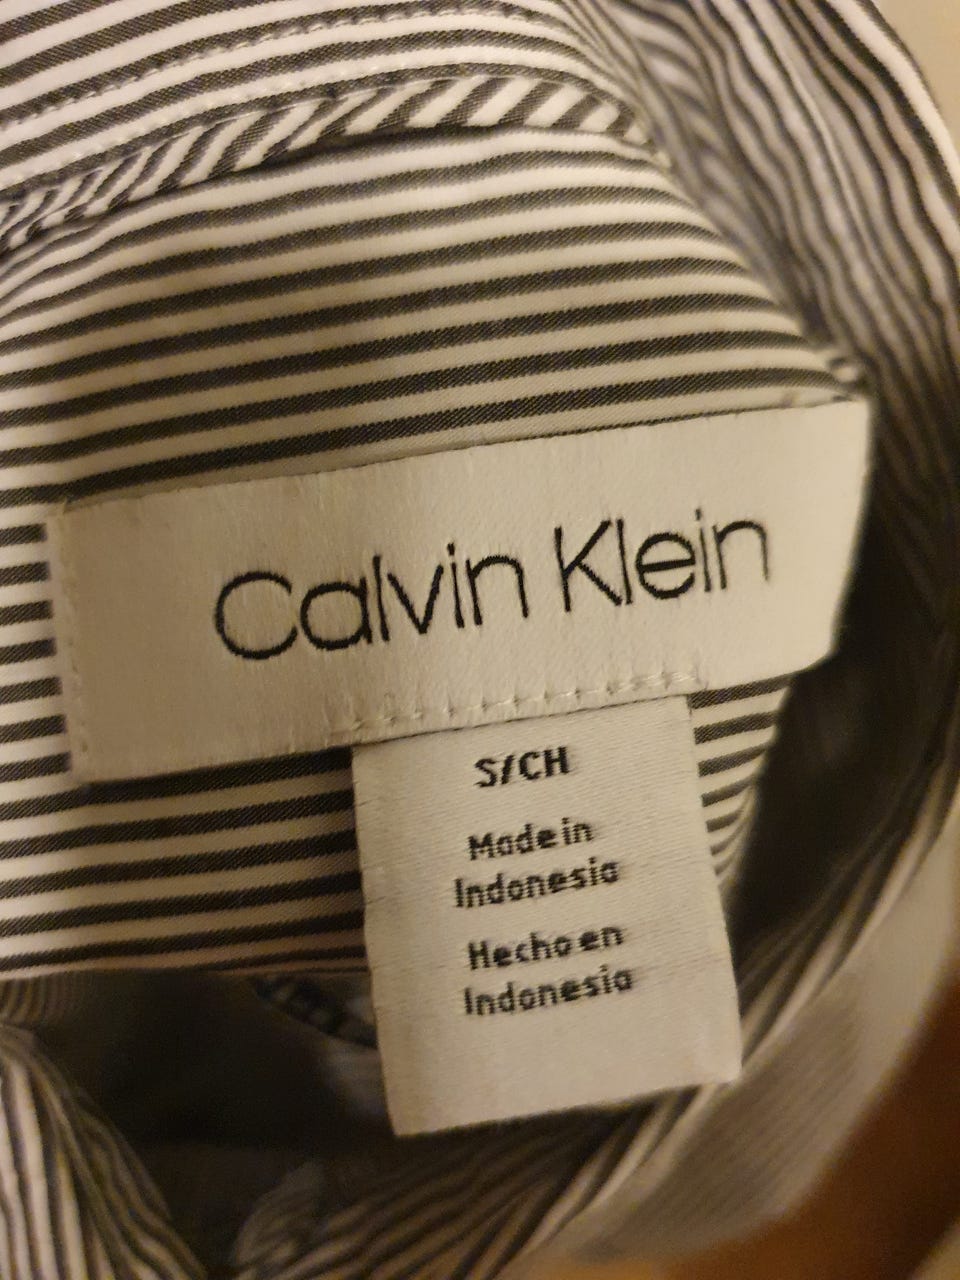 Calvin Klein
S/CH
Made in
Indonesia
Hecho en
Indonesia